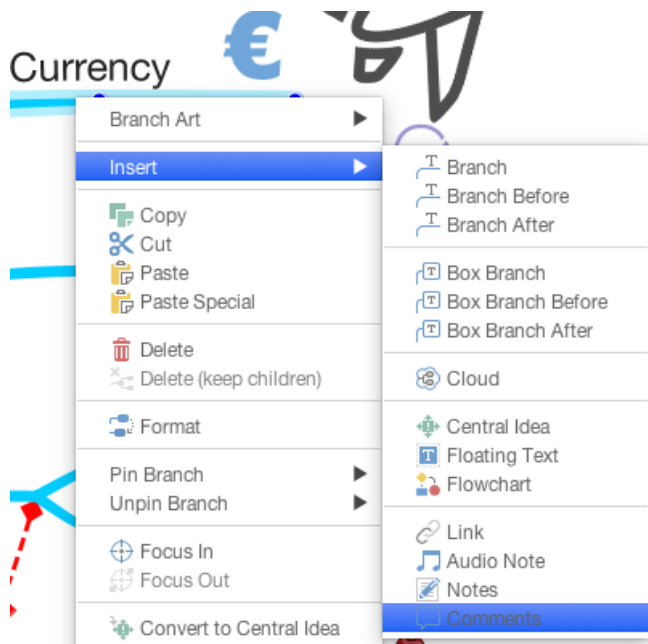 Currency €
Branch Art
Insert
Copy
Cut
Paste
Paste Special
Delete
Delete (keep children)
Format
Pin Branch
Unpin Branch
Focus In
Focus Out
Convert to Central Idea
Branch
Branch Before
Branch After
Box Branch
Box Branch Before
Box Branch After
Cloud
Central Idea
Floating Text
Flowchart
Link
Audio Note
Notes
Comments